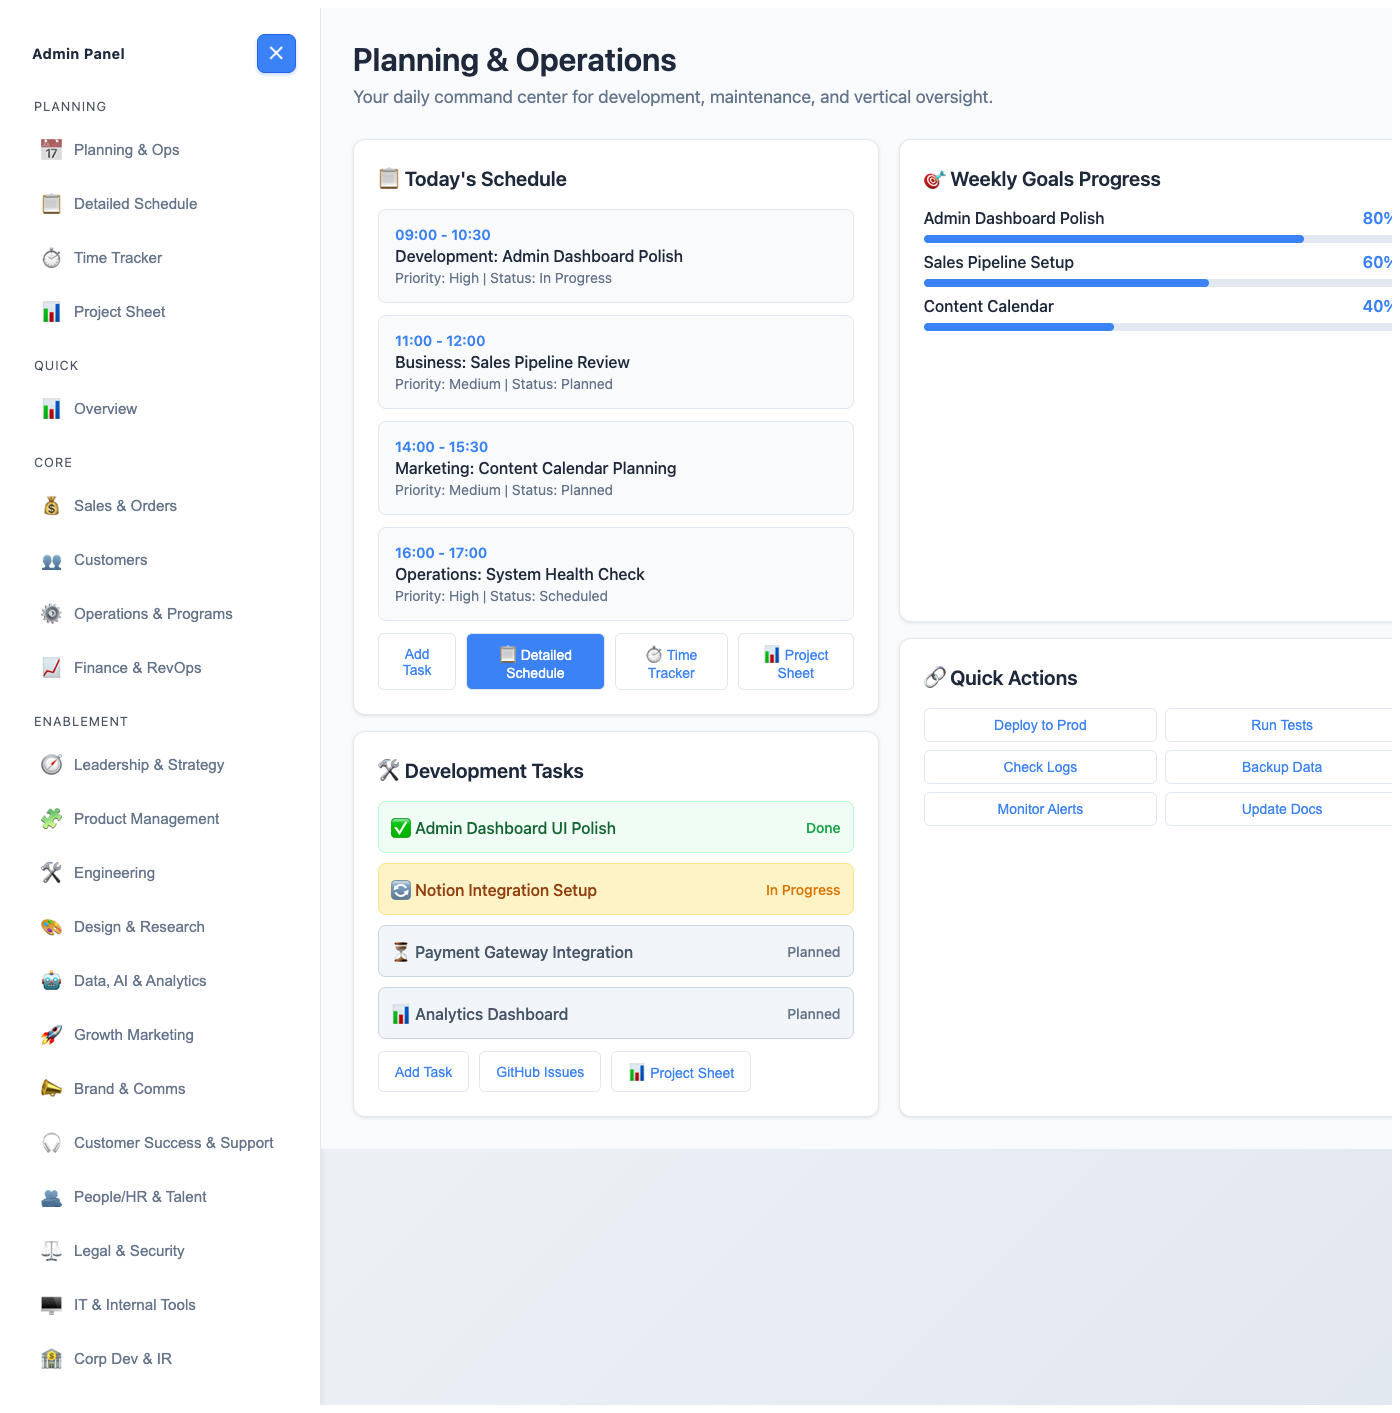 Admin Panel
PLANNING
Planning & Ops
Detailed Schedule
Time Tracker
Project Sheet
QUICK
Overview
CORE
Sales & Orders
Customers
Operations & Programs
Finance & RevOps
ENABLEMENT
Leadership & Strategy
Product Management
Engineering
Design & Research
Data, AI & Analytics
Growth Marketing
Brand & Comms
Customer Success & Support
People/HR & Talent
Legal & Security
IT & Internal Tools
Corp Dev & IR
Planning & Operations
Your daily command center for development, maintenance, and vertical oversight.
Today's Schedule
09:00 - 10:30
Development: Admin Dashboard Polish
Priority: High | Status: In Progress
11:00 - 12:00
Business: Sales Pipeline Review
Priority: Medium | Status: Planned
14:00 - 15:30
Marketing: Content Calendar Planning
Priority: Medium | Status: Planned
16:00 - 17:00
Operations: System Health Check
Priority: High | Status: Scheduled
Add
Task
Detailed
Schedule
Time
Tracker
Project
Sheet
Development Tasks
Admin Dashboard UI Polish Done
Notion Integration Setup In Progress
Payment Gateway Integration Planned
Analytics Dashboard Planned
Add Task
GitHub Issues
Project Sheet
Weekly Goals Progress
Admin Dashboard Polish 80%
Sales Pipeline Setup 60%
Content Calendar 40%
Quick Actions
Deploy to Prod
Run Tests
Check Logs
Backup Data
Monitor Alerts
Update Docs